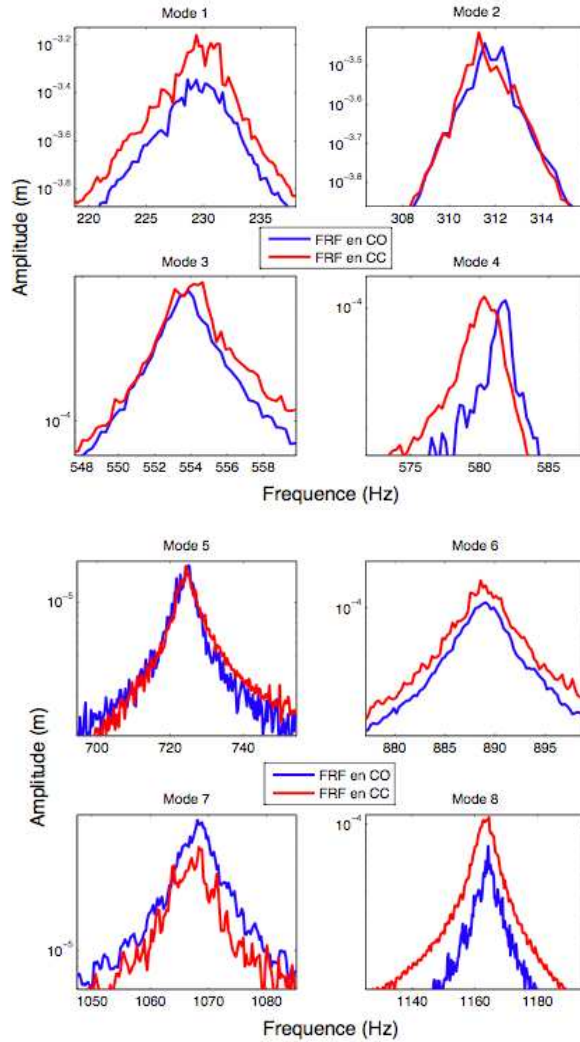 Mode 1
Mode 2
10^-3.2
10^-3.4
10^-3.6
10^-3.8
10^-3.5
10^-3.6
10^-3.7
10^-3.8
220 225 230 235
308 310 312 314
Amplitude (m)
FRF en CO
FRF en CC
Mode 3
Mode 4
10^-4
10^-4
548 550 552 554 556 558
575 580 585
Frequence (Hz)
Mode 5
Mode 6
10^-5
10^-4
700 720 740
880 885 890 895
Amplitude (m)
FRF en CO
FRF en CC
Mode 7
Mode 8
10^-5
10^-4
1050 1060 1070 1080
1140 1160 1180
Frequence (Hz)